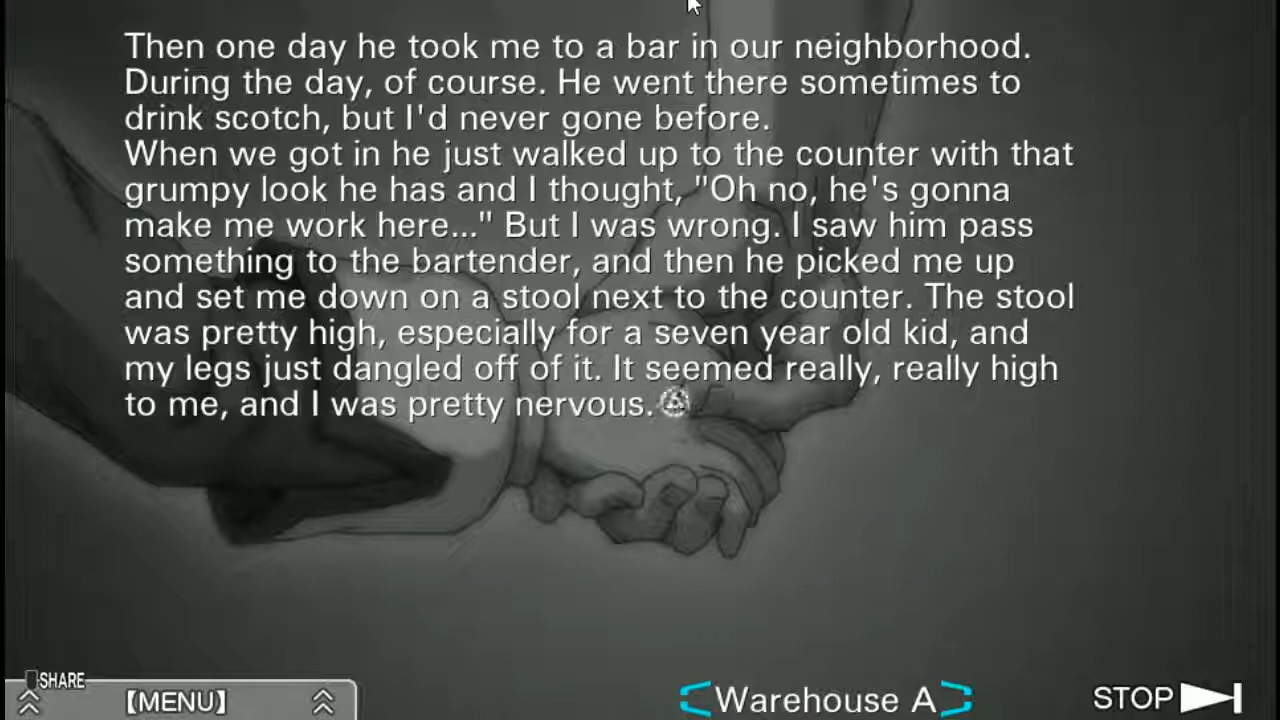 Then one day he took me to a bar in our neighborhood.
During the day, of course. He went there sometimes to
drink scotch, but I'd never gone before.
When we got in he just walked up to the counter with that
grumpy look he has and I thought, "Oh no, he's gonna
make me work here..." But I was wrong. I saw him pass
something to the bartender, and then he picked me up
and set me down on a stool next to the counter. The stool
was pretty high, especially for a seven year old kid, and
my legs just dangled off of it. It seemed really, really high
to me, and I was pretty nervous.
SHARE
【MENU】
Warehouse A
STOP